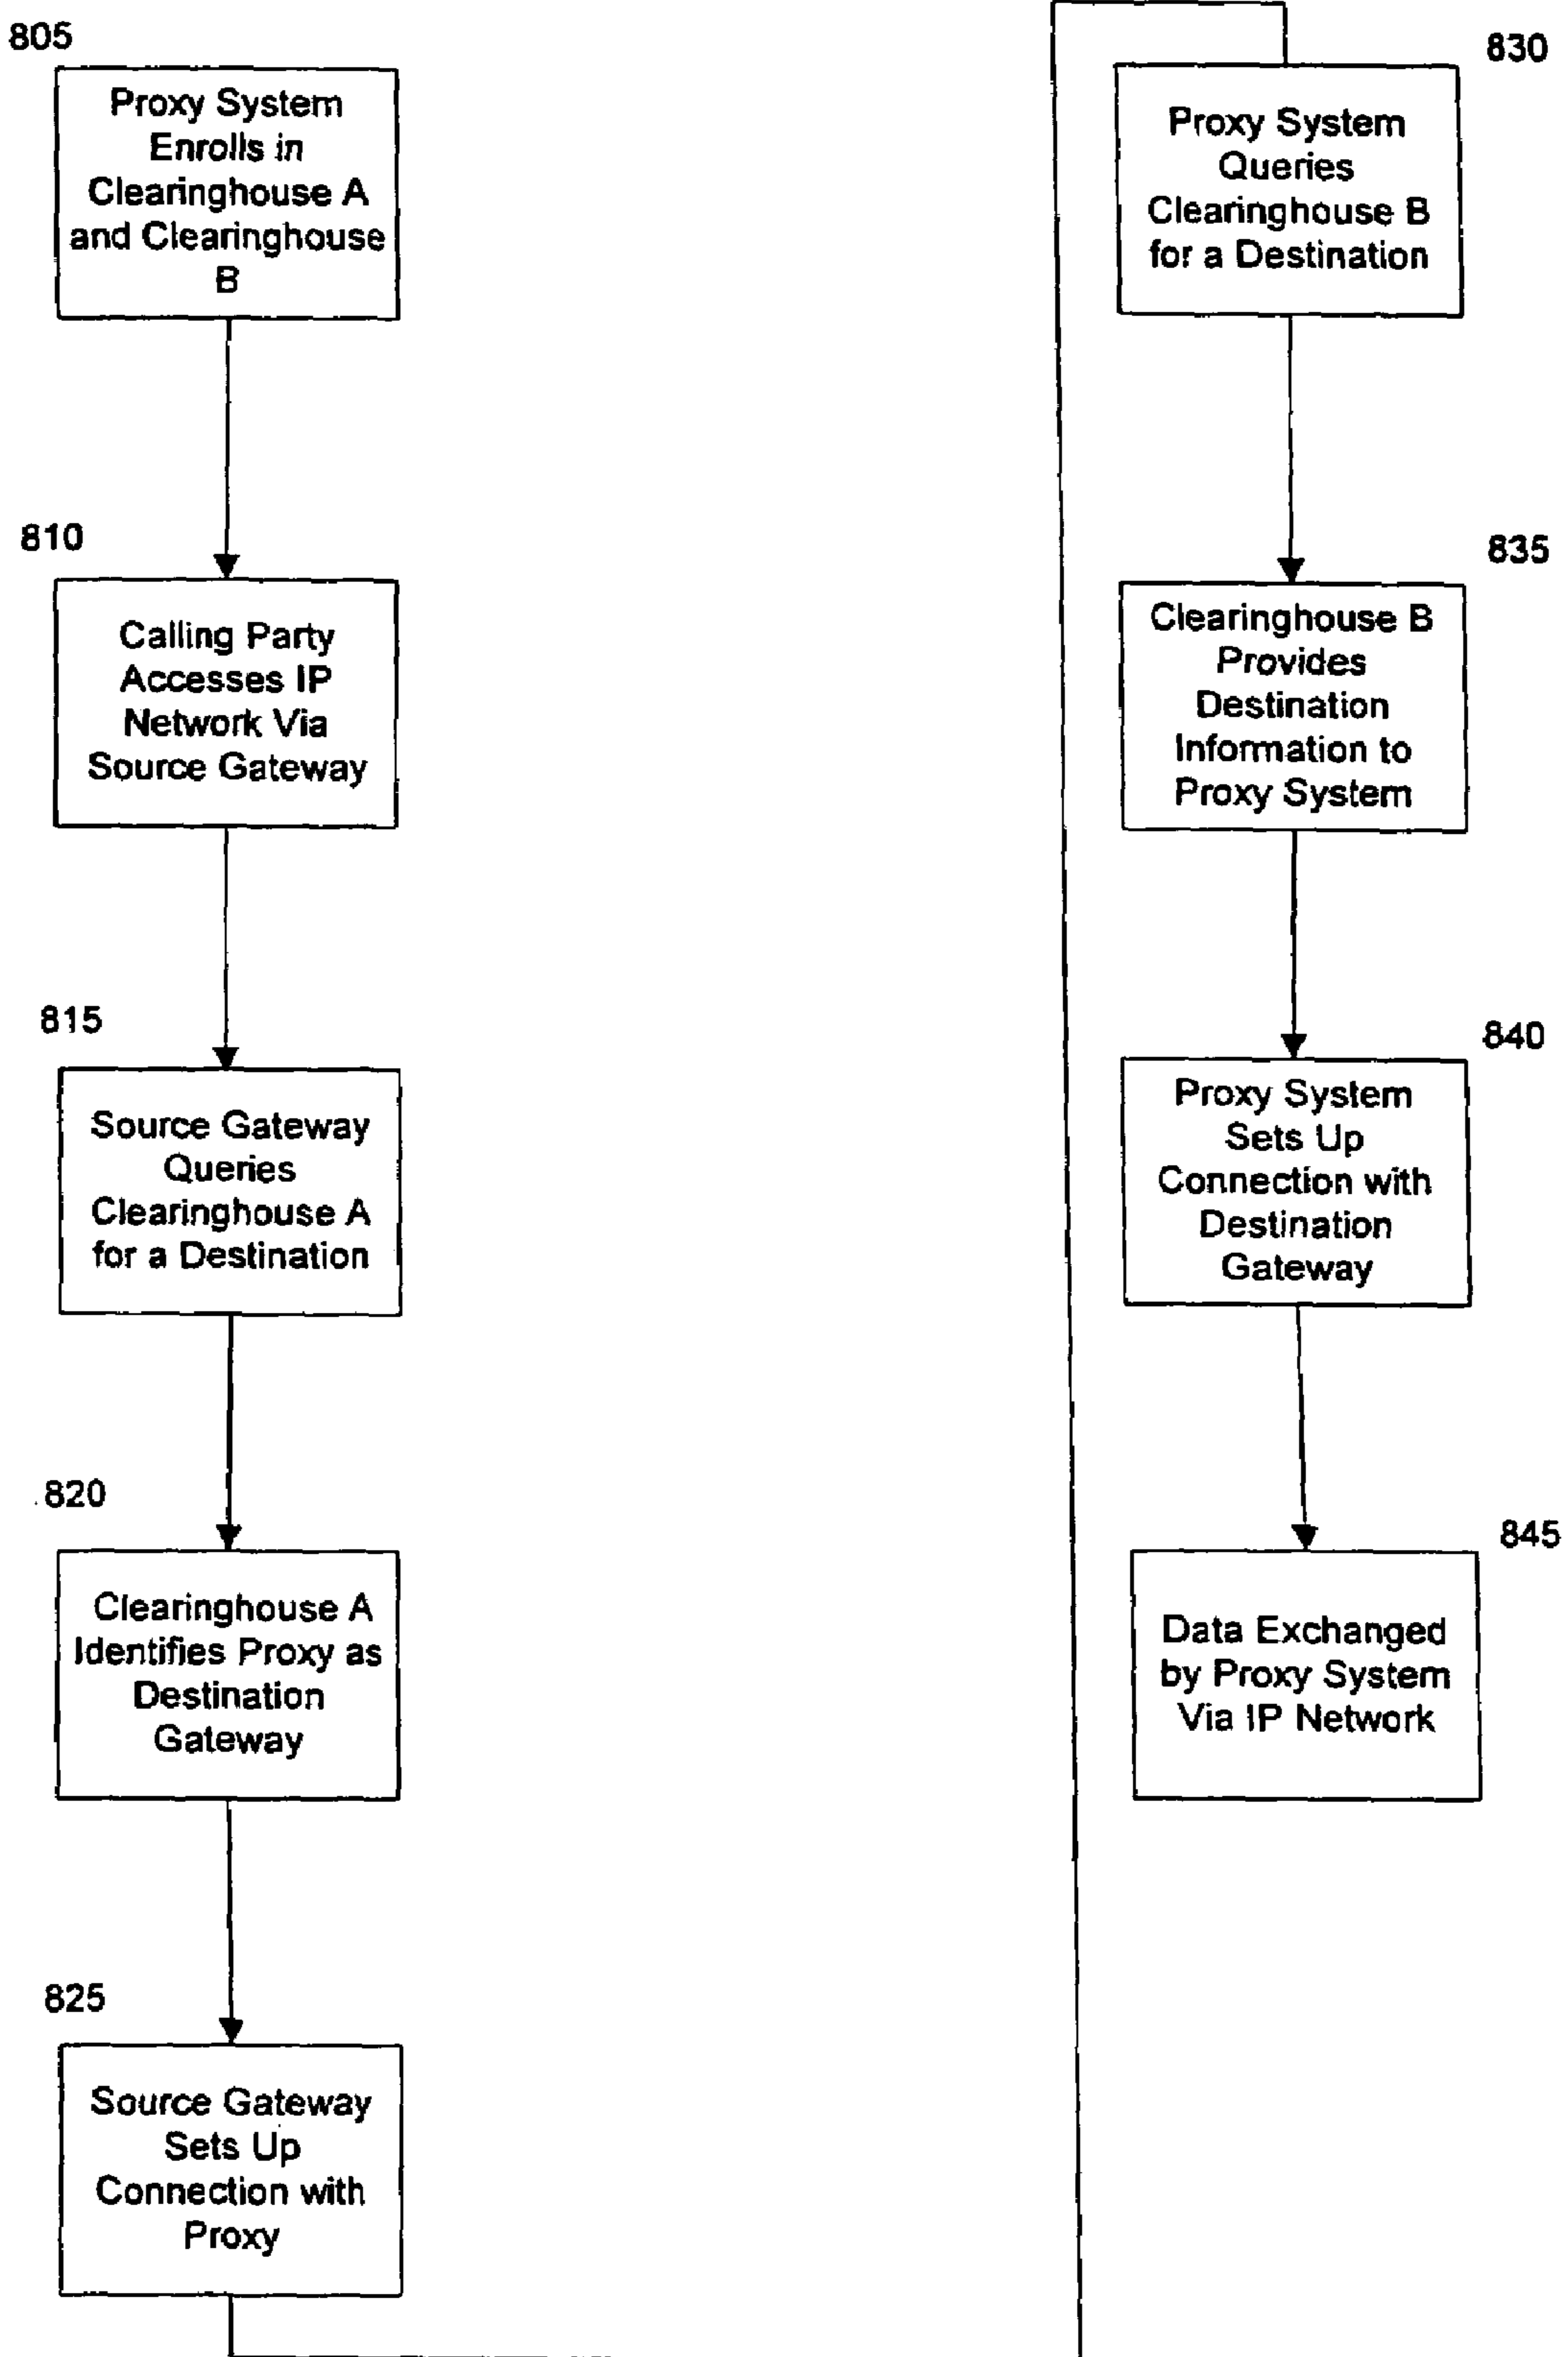 805
Proxy System
Enrolls in
Clearinghouse A
and Clearinghouse
B
810
Calling Party
Accesses IP
Network Via
Source Gateway
815
Source Gateway
Queries
Clearinghouse A
for a Destination
820
Clearinghouse A
Identifies Proxy as
Destination
Gateway
825
Source Gateway
Sets Up
Connection with
Proxy
830
Proxy System
Queries
Clearinghouse B
for a Destination
835
Clearinghouse B
Provides
Destination
Information to
Proxy System
840
Proxy System
Sets Up
Connection with
Destination
Gateway
845
Data Exchanged
by Proxy System
Via IP Network